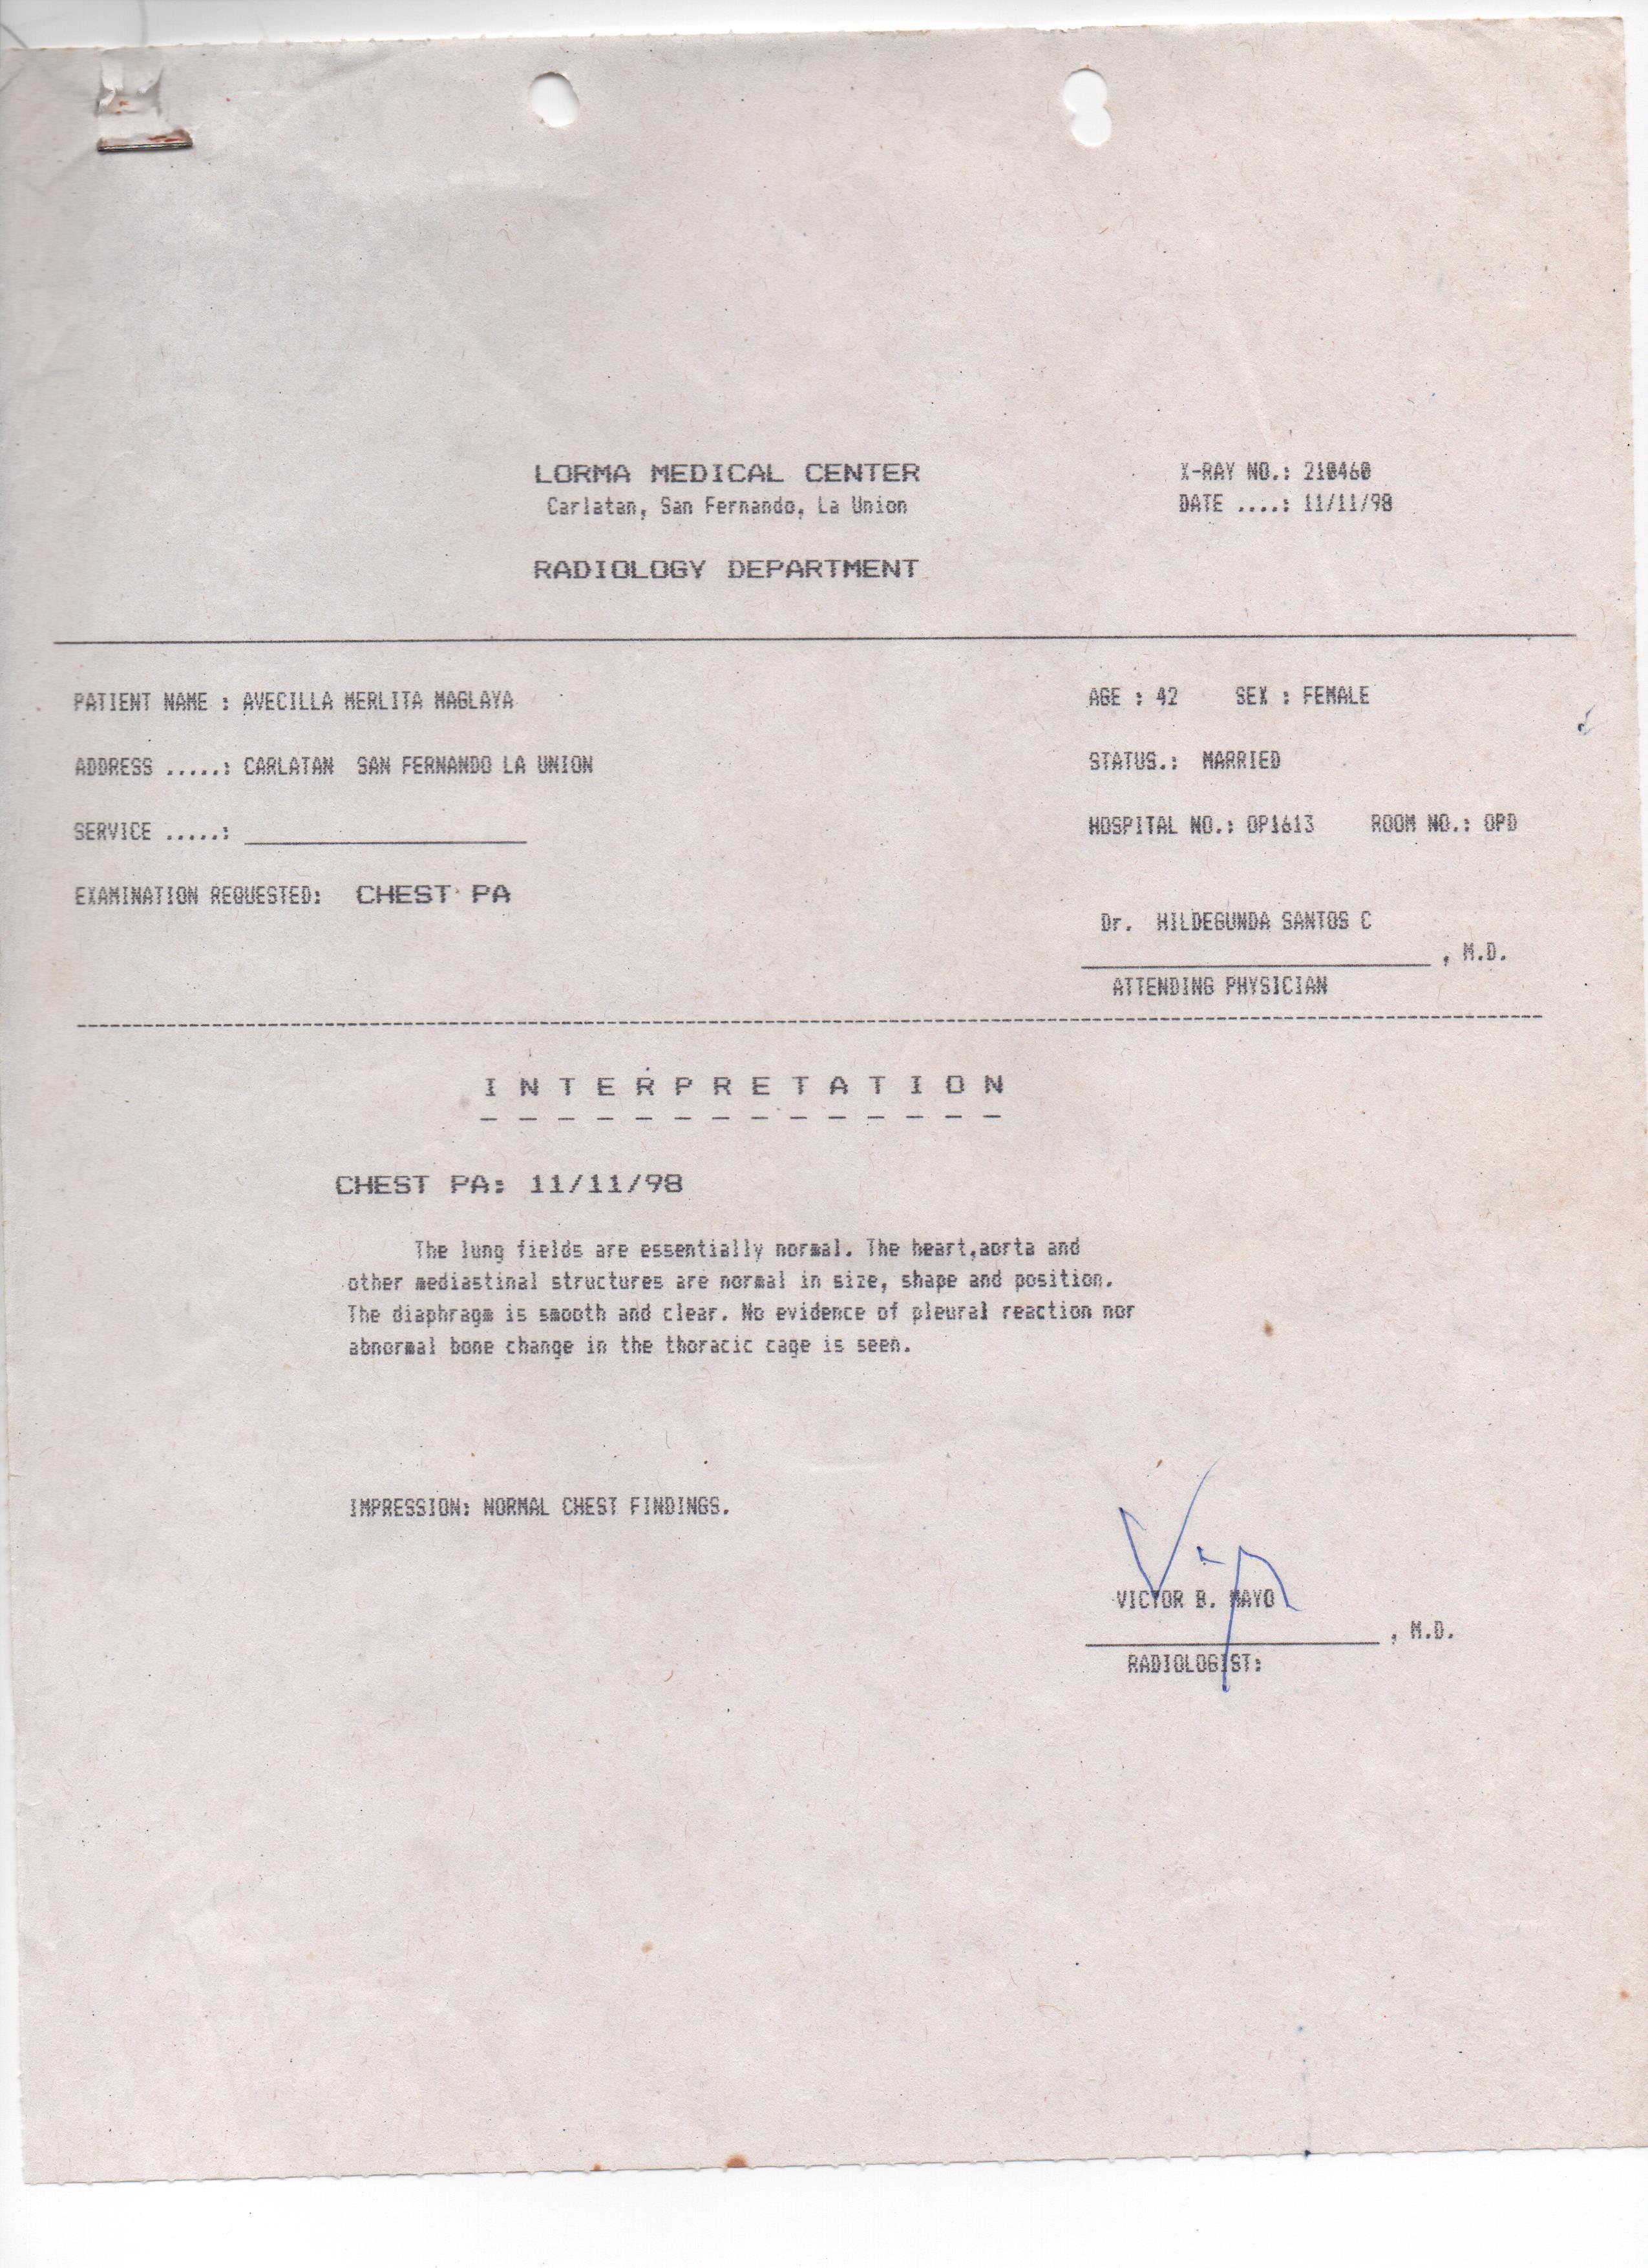 LORMA MEDICAL CENTER
X-RAY NO.: 210460
Carlatan, San Fernando, La Union
DATE ....: 11/11/98
RADIOLOGY DEPARTMENT
PATIENT NAME : AVECILLA MERLITA MAGLAYA
AGE : 42 SEX : FEMALE
ADDRESS .....: CARLATAN SAN FERNANDO LA UNION
STATUS.: MARRIED
SERVICE .....:
HOSPITAL NO.: OP1613 ROOM NO.: OPD
EXAMINATION REQUESTED: CHEST PA
Dr. HILDEGUNDA SANTOS C
, M.D.
ATTENDING PHYSICIAN
I N T E R P R E T A T I O N
CHEST PA: 11/11/98
The lung fields are essentially normal. The heart,aorta and
other mediastinal structures are normal in size, shape and position.
The diaphragm is smooth and clear. No evidence of pleural reaction nor
abnormal bone change in the thoracic cage is seen.
IMPRESSION: NORMAL CHEST FINDINGS.
VICTOR B. MAYO
, M.D.
RADIOLOGIST: